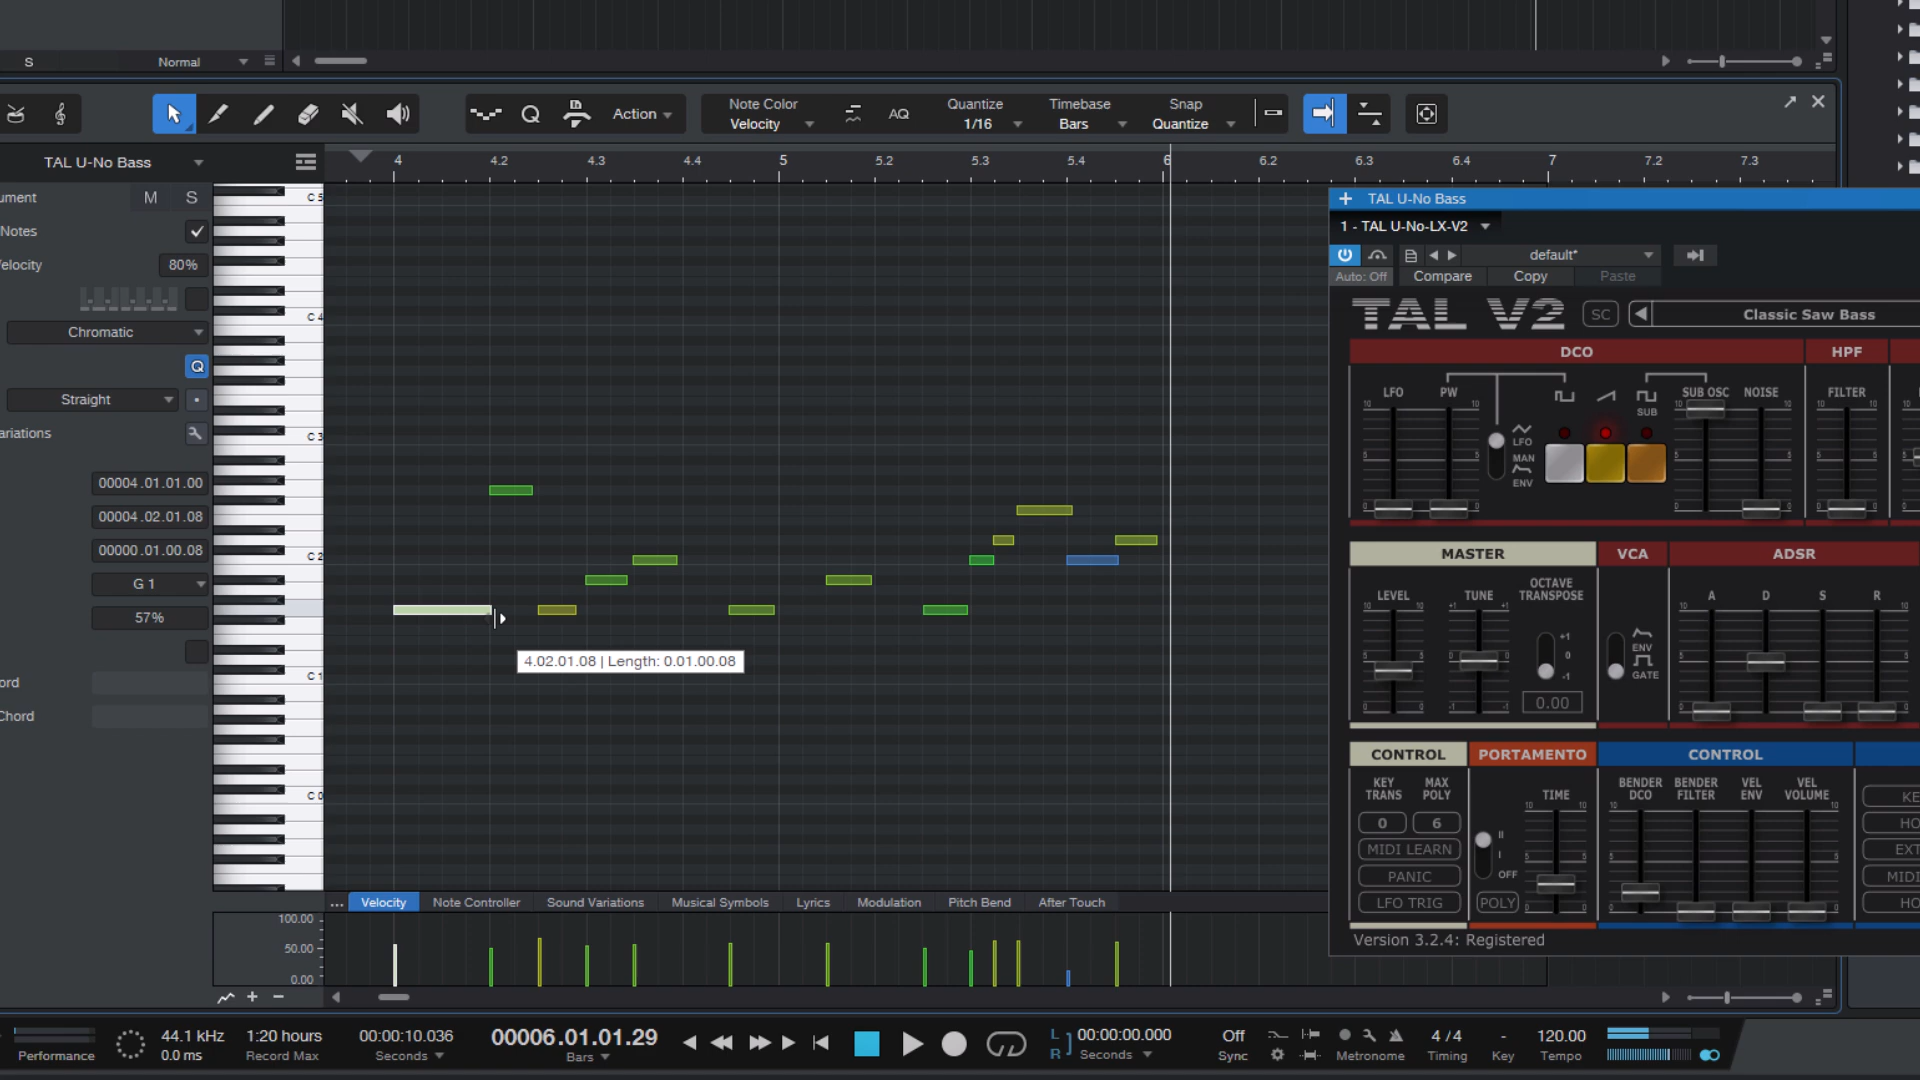 S Normal
Action
Note Color
Velocity
AQ
Quantize
1/16
Timebase
Bars
Snap
Quantize
TAL U-No Bass
4 4.2 4.3 4.4 5 5.2 5.3 5.4 6 6.2 6.3 6.4 7 7.2 7.3
ument M S
Notes
elocity 80%
Chromatic
Q
Straight
ariations
00004.01.01.00
00004.02.01.08
00000.01.00.08
G 1
57%
ord
Chord
C 5
C 4
C 3
C 2
C 1
C 0
4.02.01.08 | Length: 0.01.00.08
TAL U-No Bass
1 - TAL U-No-LX-V2
default*
Auto: Off Compare Copy Paste
TAL V2 SC Classic Saw Bass
DCO HPF
LFO PW SUB OSC NOISE FILTER
SUB
LFO
MAN
ENV
MASTER VCA ADSR
LEVEL TUNE OCTAVE TRANSPOSE A D S R
+1
0
-1
ENV
GATE
0.00
CONTROL PORTAMENTO CONTROL
KEY TRANS MAX POLY TIME BENDER DCO BENDER FILTER VEL ENV VEL VOLUME
0 6
II
I
OFF
MIDI LEARN
PANIC
LFO TRIG
POLY
KE
HO
EXT
MIDI
HO
Version 3.2.4: Registered
... Velocity Note Controller Sound Variations Musical Symbols Lyrics Modulation Pitch Bend After Touch
100.00
50.00
0.00
Performance
44.1 kHz
0.0 ms
1:20 hours
Record Max
00:00:10.036
Seconds
00006.01.01.29
Bars
L
R
00:00:00.000
Seconds
Off
Sync
Metronome
4 / 4
Timing
-
Key
120.00
Tempo